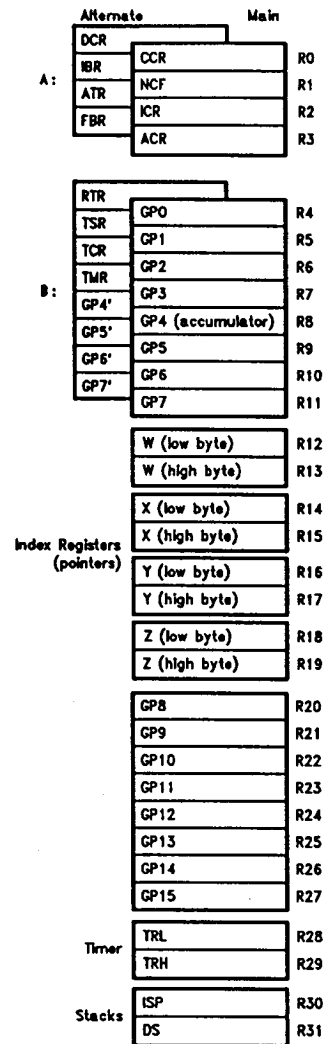 Alternate Main
DCR
IBR CCR R0
A: ATR NCF R1
FBR ICR R2
ACR R3
RTR
TSR GP0 R4
TCR GP1 R5
TMR GP2 R6
B: GP4' GP3 R7
GP5' GP4 (accumulator) R8
GP6' GP5 R9
GP7' GP6 R10
GP7 R11
W (low byte) R12
W (high byte) R13
X (low byte) R14
X (high byte) R15
Index Registers
(pointers)
Y (low byte) R16
Y (high byte) R17
Z (low byte) R18
Z (high byte) R19
GP8 R20
GP9 R21
GP10 R22
GP11 R23
GP12 R24
GP13 R25
GP14 R26
GP15 R27
Timer
TRL R28
TRH R29
Stacks
ISP R30
DS R31